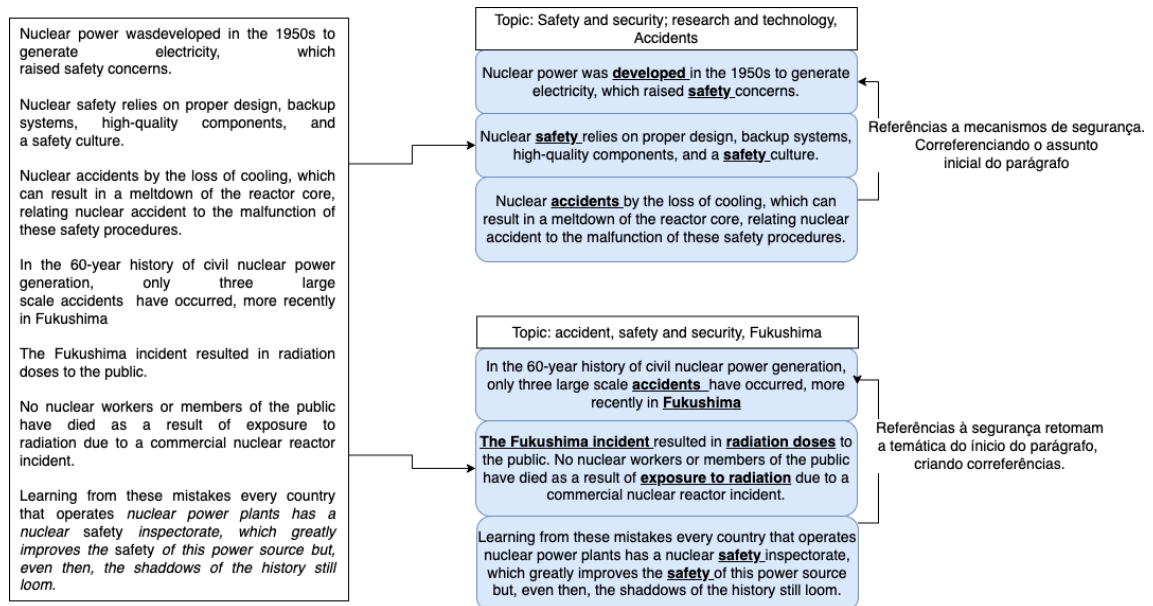 Nuclear power wasdeveloped in the 1950s to
generate electricity, which
raised safety concerns.
Nuclear safety relies on proper design, backup
systems, high-quality components, and
a safety culture.
Nuclear accidents by the loss of cooling, which
can result in a meltdown of the reactor core,
relating nuclear accident to the malfunction of
these safety procedures.
In the 60-year history of civil nuclear power
generation, only three large
scale accidents have occurred, more recently
in Fukushima
The Fukushima incident resulted in radiation
doses to the public.
No nuclear workers or members of the public
have died as a result of exposure to
radiation due to a commercial nuclear reactor
incident.
Learning from these mistakes every country
that operates nuclear power plants has a
nuclear safety inspectorate, which greatly
improves the safety of this power source but,
even then, the shaddows of the history still
loom.
Topic: Safety and security; research and technology,
Accidents
Nuclear power was developed in the 1950s to generate
electricity, which raised safety concerns.
Nuclear safety relies on proper design, backup systems,
high-quality components, and a safety culture.
Nuclear accidents by the loss of cooling, which can
result in a meltdown of the reactor core, relating nuclear
accident to the malfunction of these safety procedures.
Referências a mecanismos de segurança.
Correferenciando o assunto
inicial do parágrafo
Topic: accident, safety and security, Fukushima
In the 60-year history of civil nuclear power generation,
only three large scale accidents have occurred, more
recently in Fukushima
The Fukushima incident resulted in radiation doses to
the public. No nuclear workers or members of the public
have died as a result of exposure to radiation due to a
commercial nuclear reactor incident.
Learning from these mistakes every country that operates
nuclear power plants has a nuclear safety inspectorate,
which greatly improves the safety of this power source
but, even then, the shaddows of the history still loom.
Referências à segurança retomam
a temática do ínicio do parágrafo,
criando correferências.